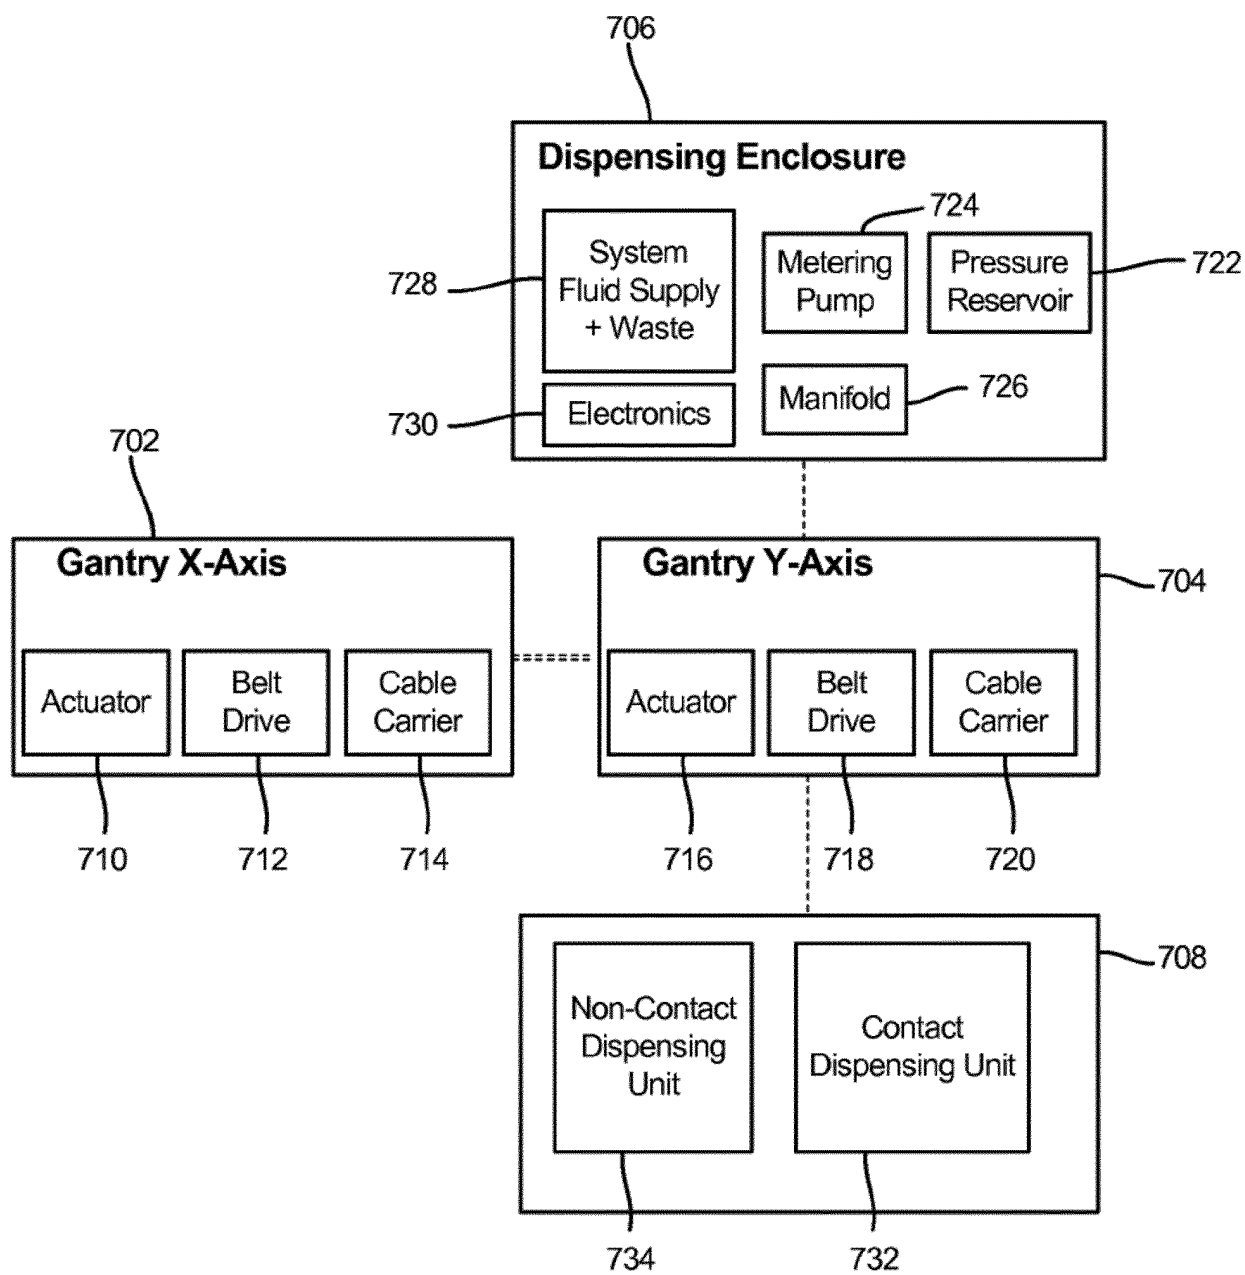 706
Dispensing Enclosure
724
System
Fluid Supply
+ Waste
Metering
Pump
Pressure
Reservoir
722
728
Manifold
726
Electronics
730
702
Gantry X-Axis
Gantry Y-Axis
704
Actuator
Belt
Drive
Cable
Carrier
Actuator
Belt
Drive
Cable
Carrier
710
712
714
716
718
720
708
Non-Contact
Dispensing
Unit
Contact
Dispensing Unit
734
732